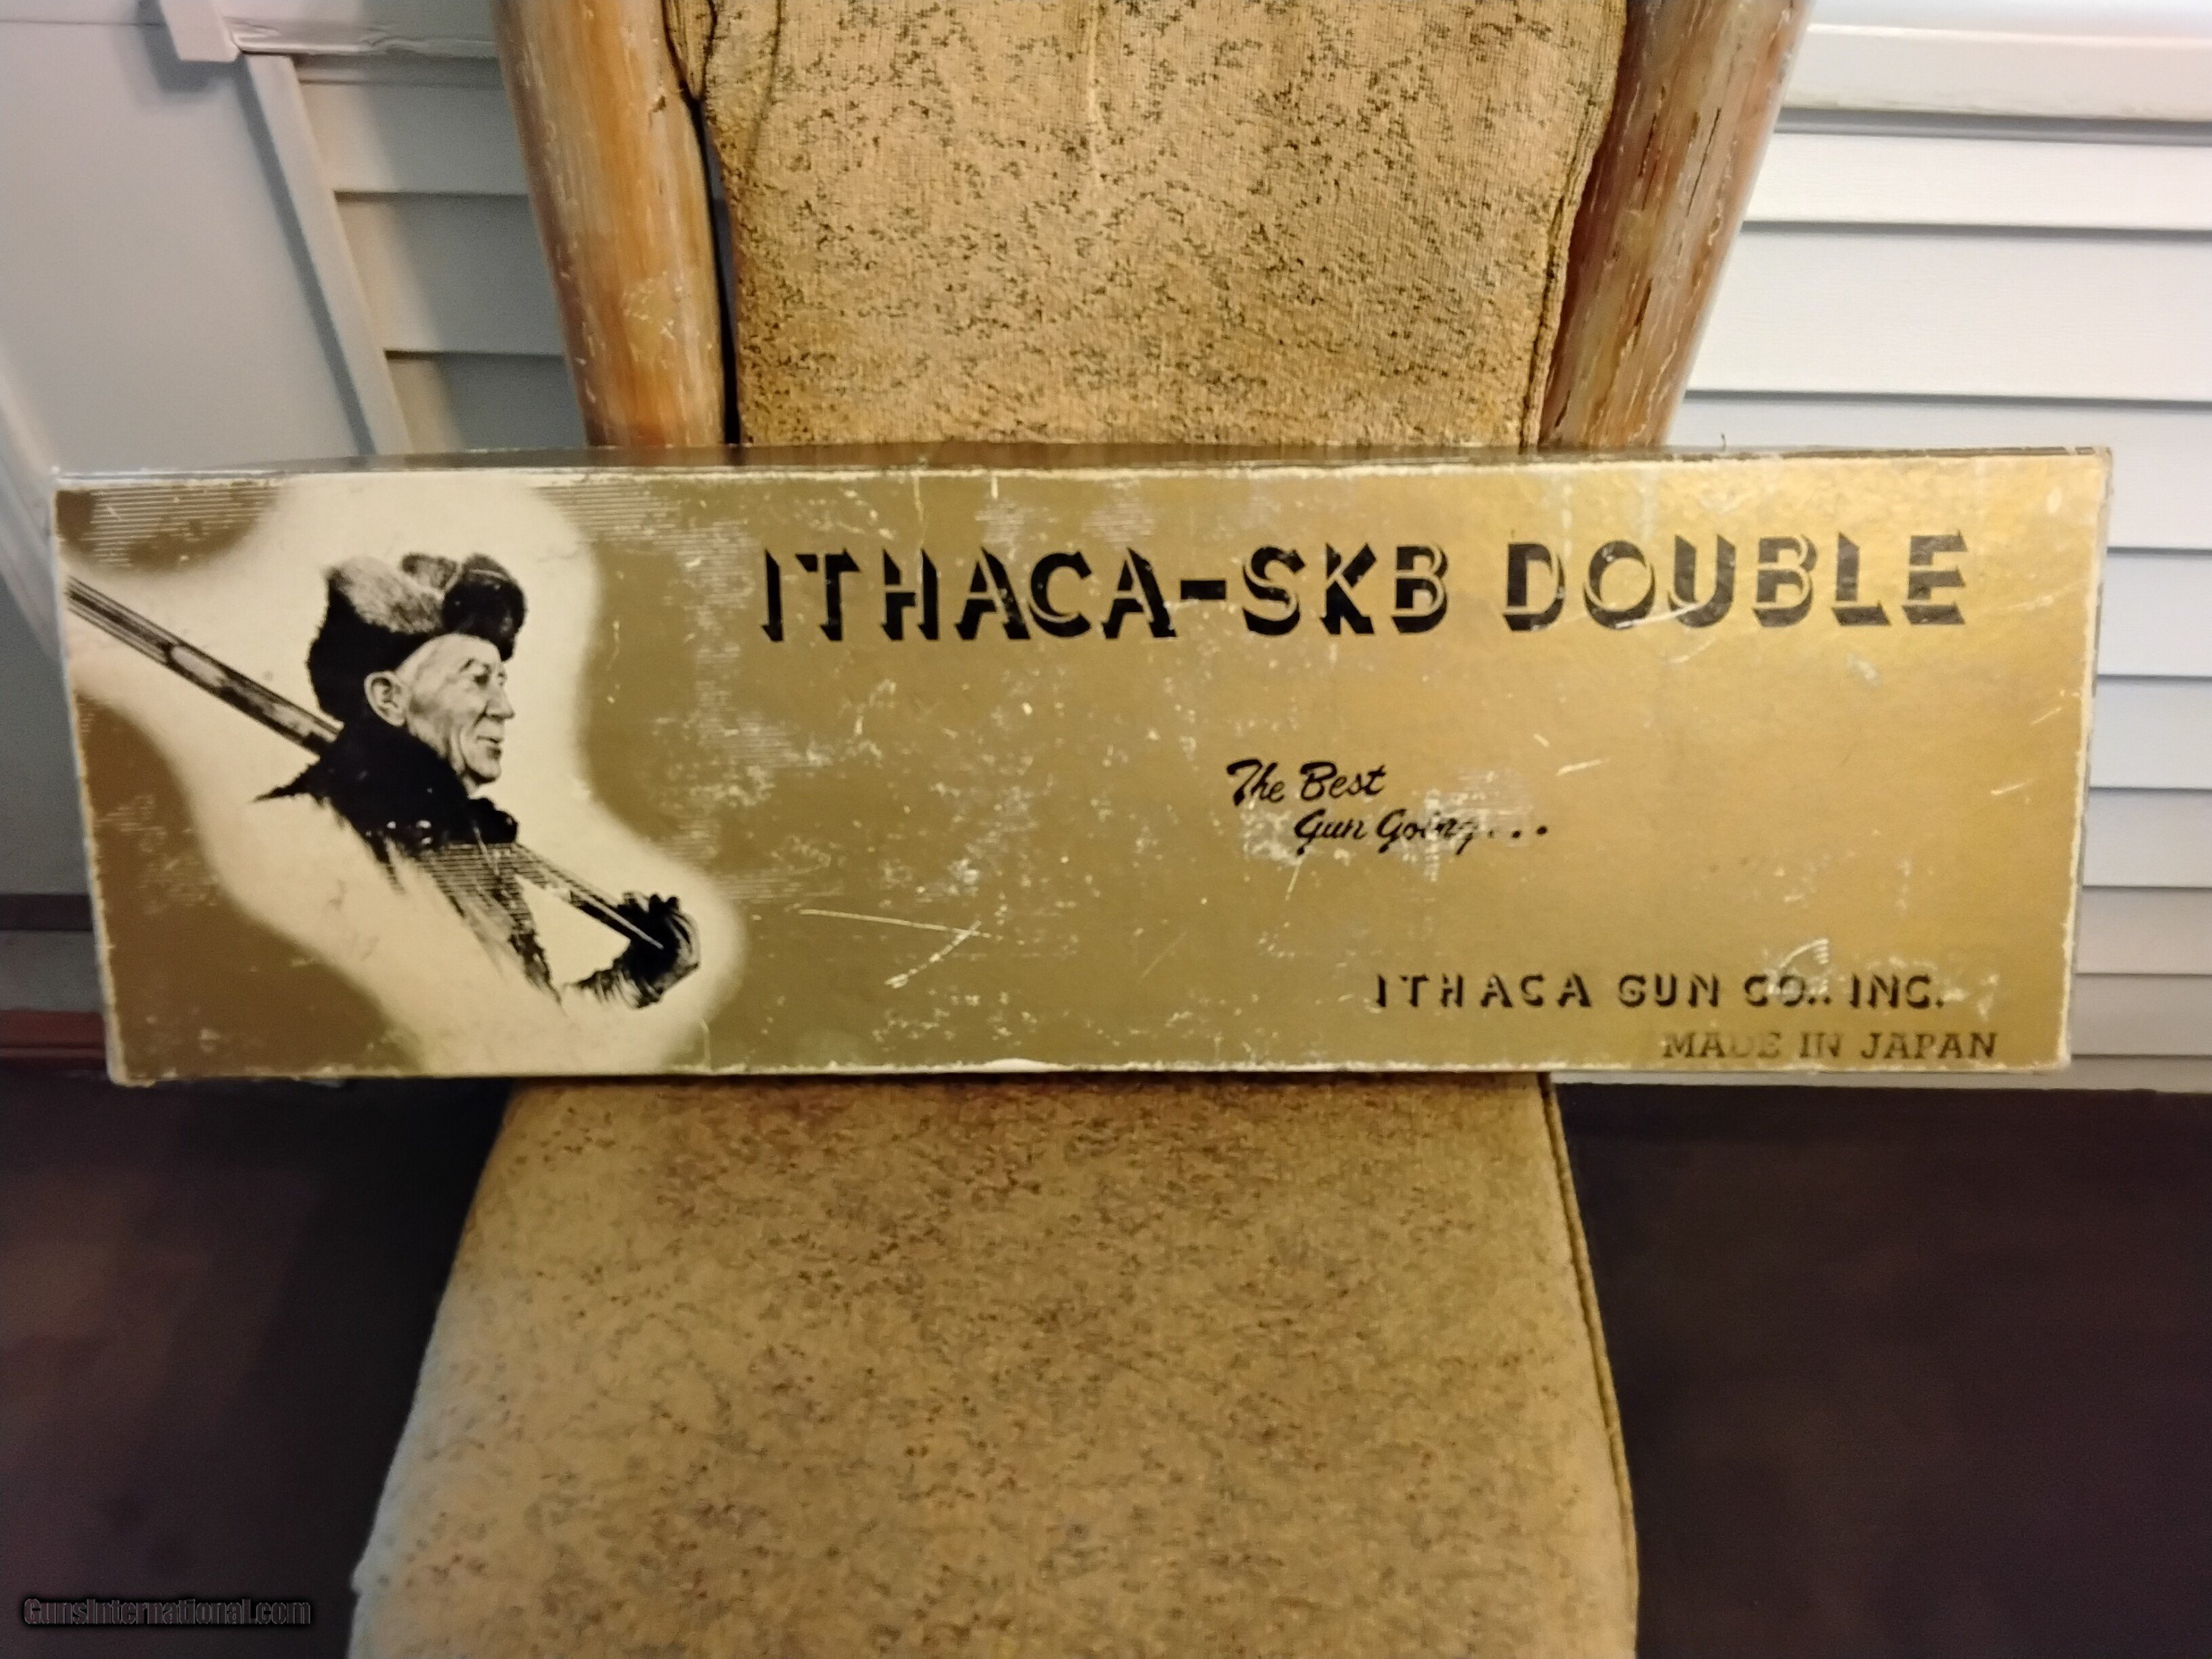 ITHACA-SKB DOUBLE
The Best
Gun Going...
ITHACA GUN CO., INC.
MADE IN JAPAN
GunsInternational.com